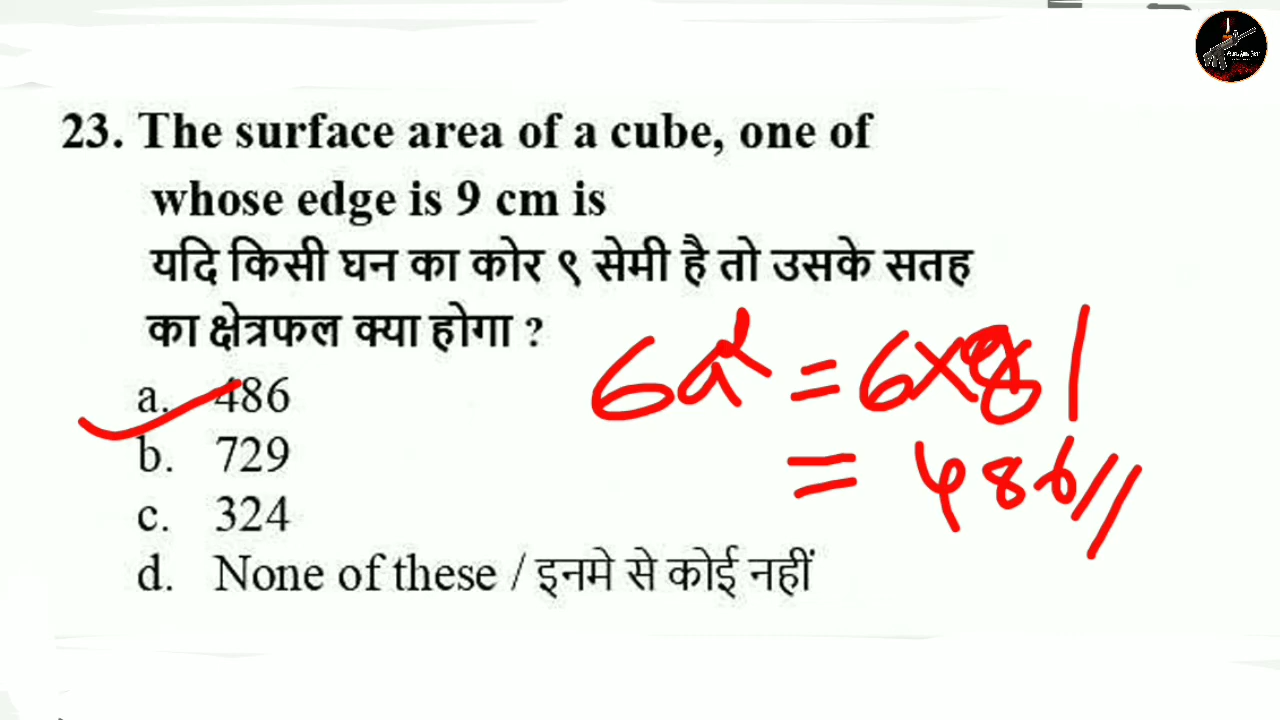 23. The surface area of a cube, one of
whose edge is 9 cm is
यदि किसी घन का कोर ९ सेमी है तो उसके सतह
का क्षेत्रफल क्या होगा ?
6a² = 6×81
= 486//
a. 486
b. 729
c. 324
d. None of these / इनमे से कोई नहीं